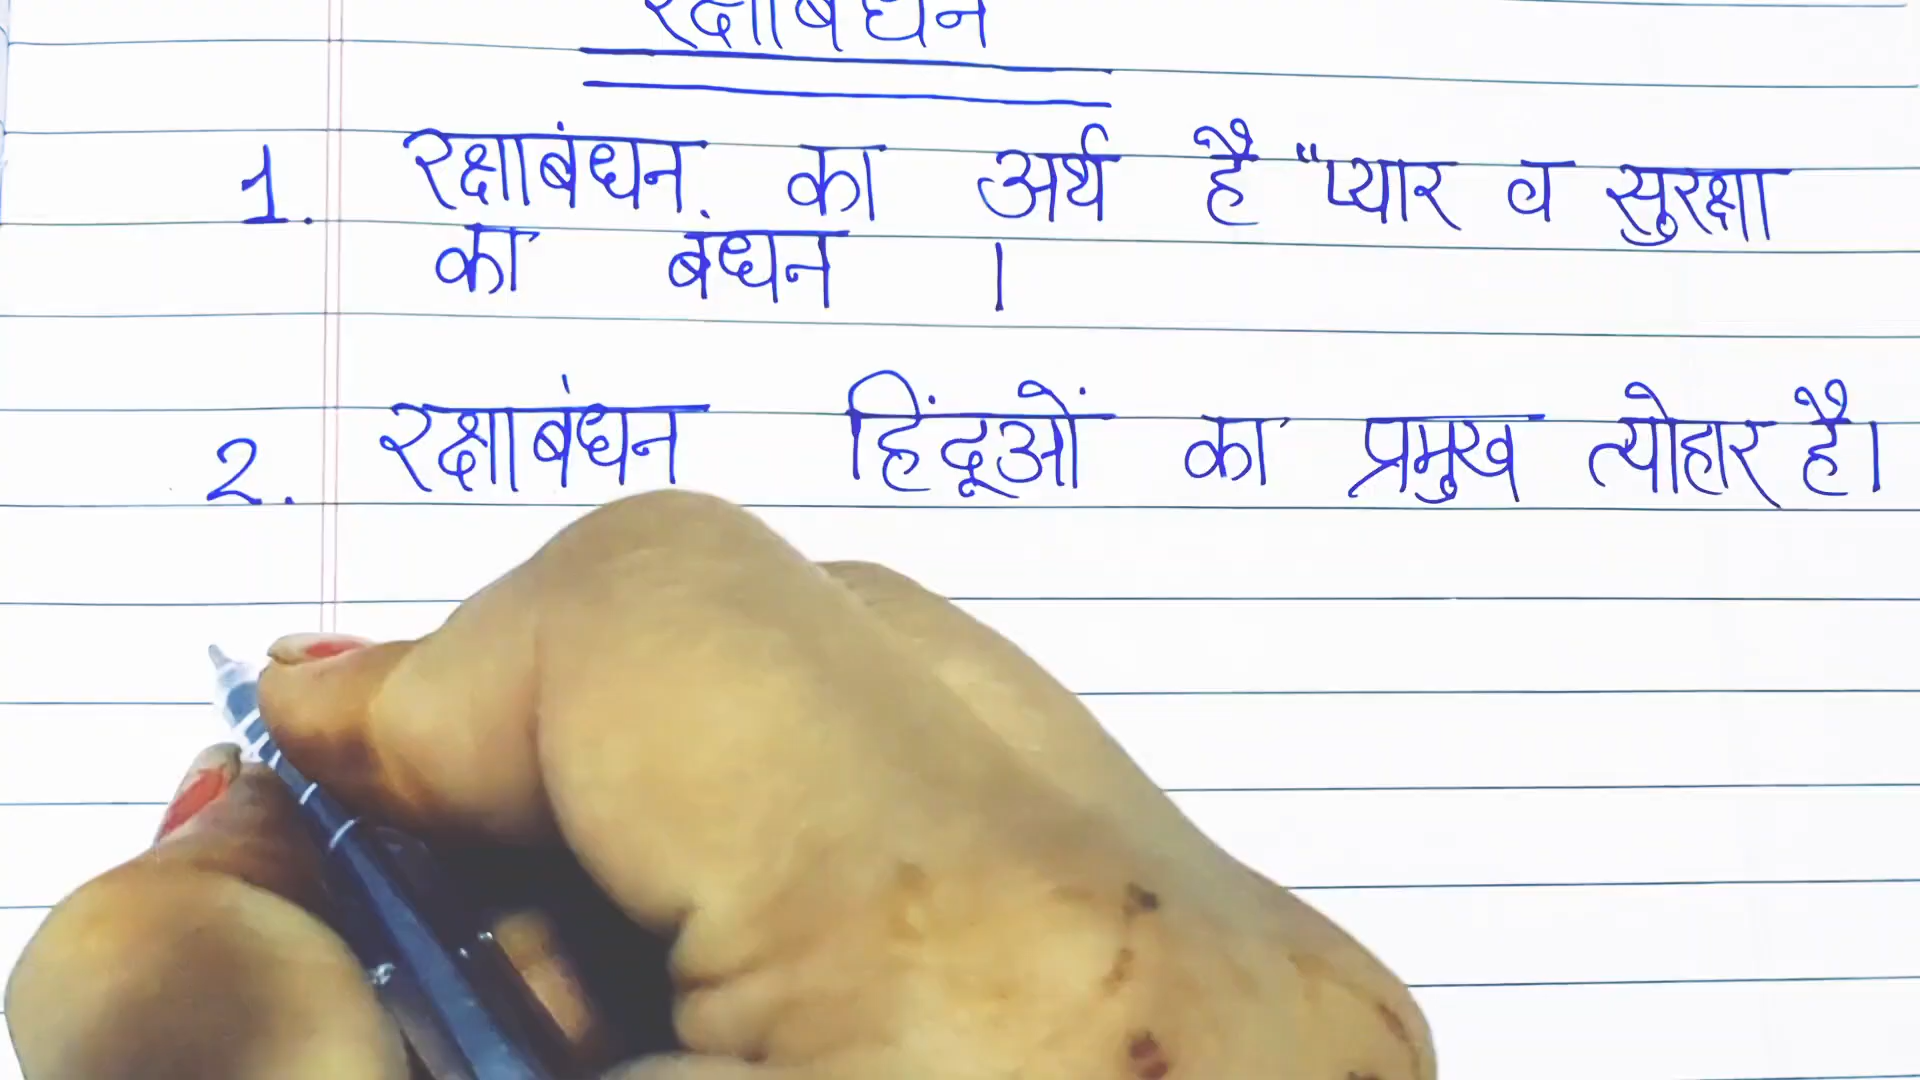 रक्षाबंधन
1. रक्षाबंधन का अर्थ है "प्यार व सुरक्षा
का बंधन ।
2. रक्षाबंधन हिंदूओं का प्रमुख त्योहार है।